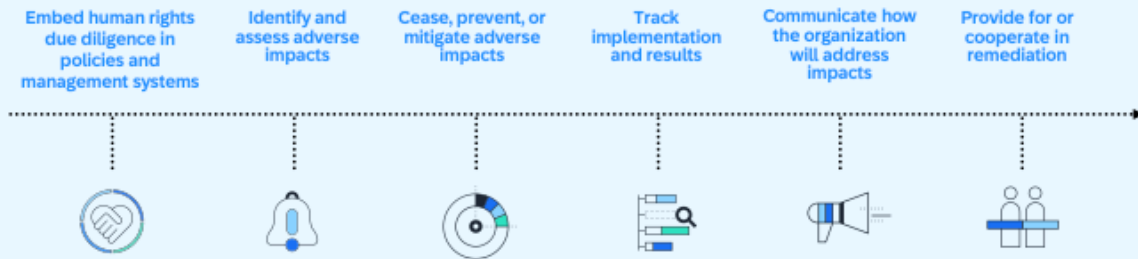 Embed human rights
due diligence in
policies and
management systems
Identify and
assess adverse
impacts
Cease, prevent, or
mitigate adverse
impacts
Track
implementation
and results
Communicate how
the organization
will address
impacts
Provide for or
cooperate in
remediation